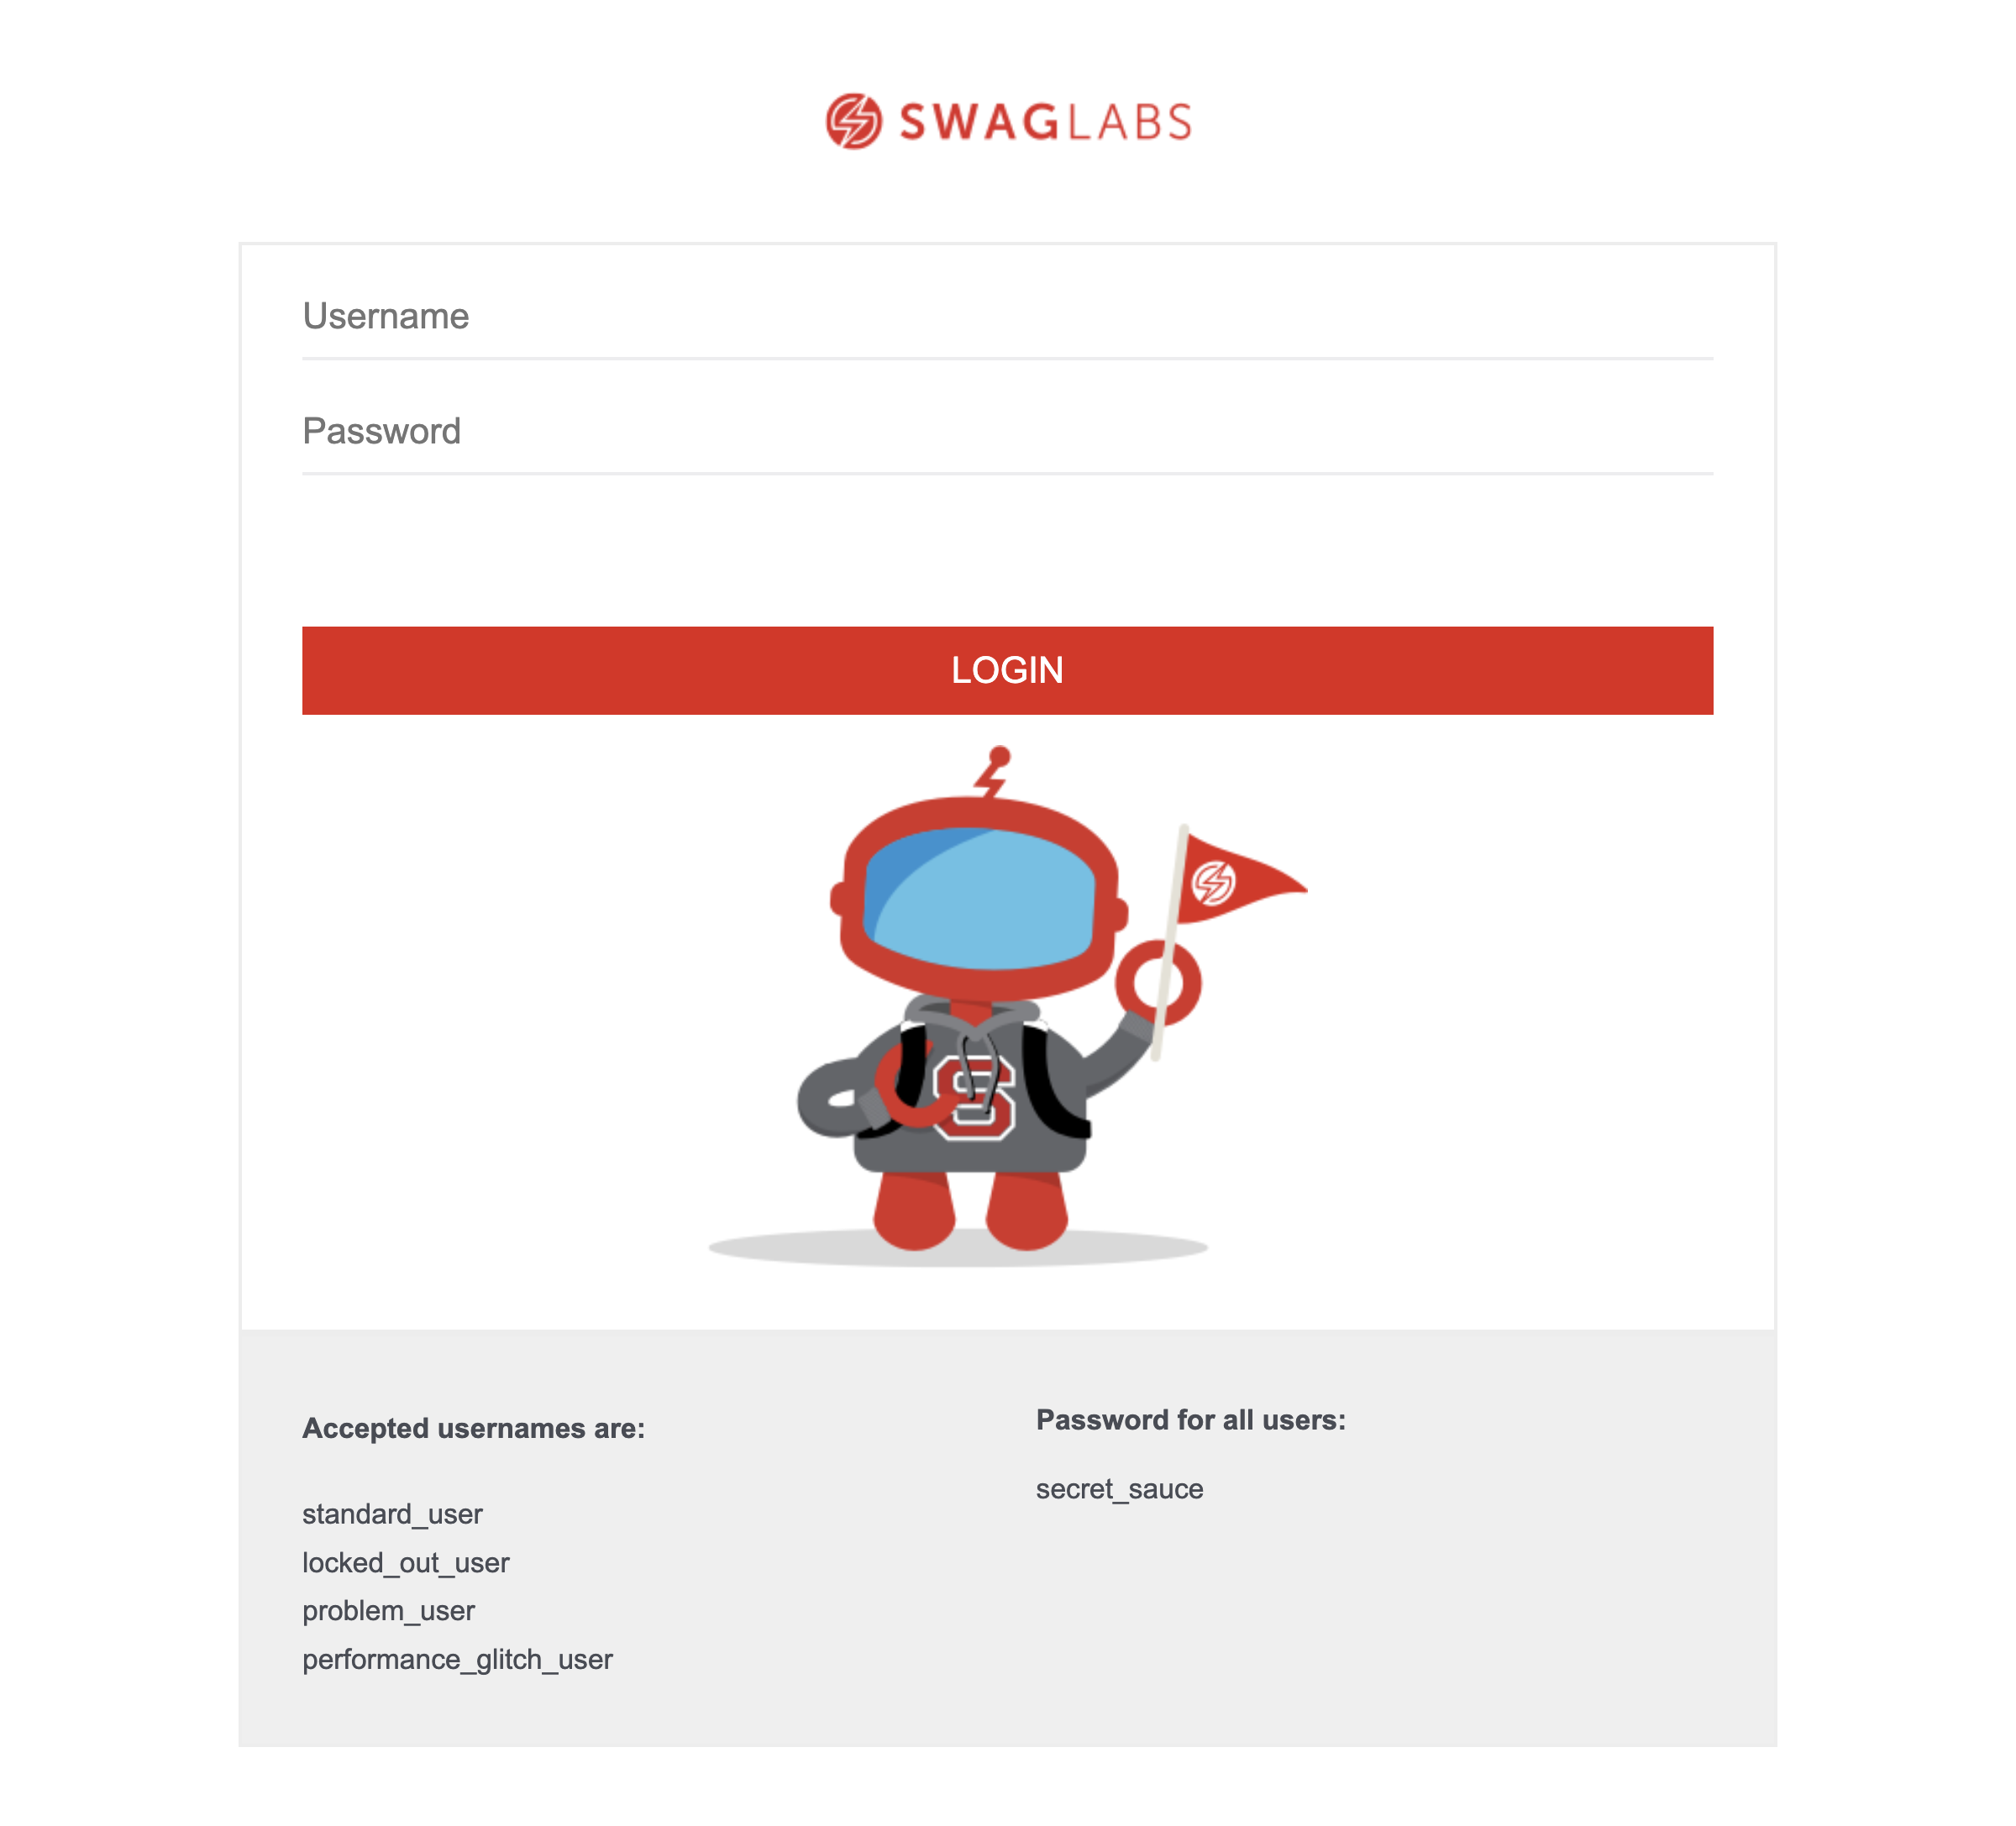 SWAGLABS
Username
Password
LOGIN
S
Accepted usernames are:
standard_user
locked_out_user
problem_user
performance_glitch_user
Password for all users:
secret_sauce